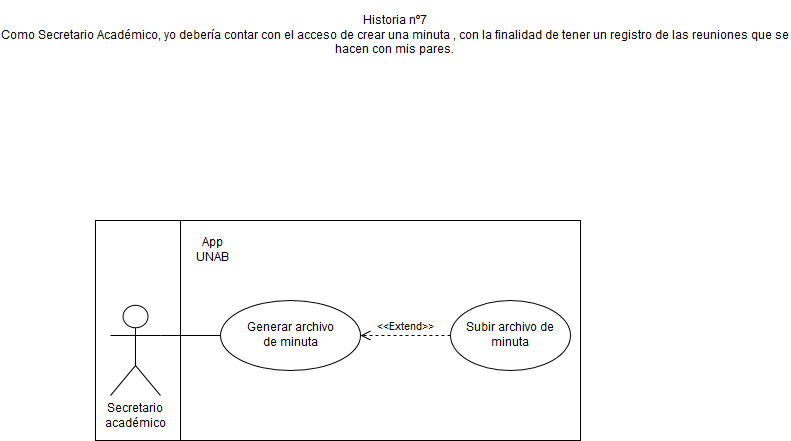 Historia nº7
Como Secretario Académico, yo debería contar con el acceso de crear una minuta , con la finalidad de tener un registro de las reuniones que se
hacen con mis pares.
App
UNAB
Generar archivo
de minuta
<<Extend>>
Subir archivo de
minuta
Secretario
académico